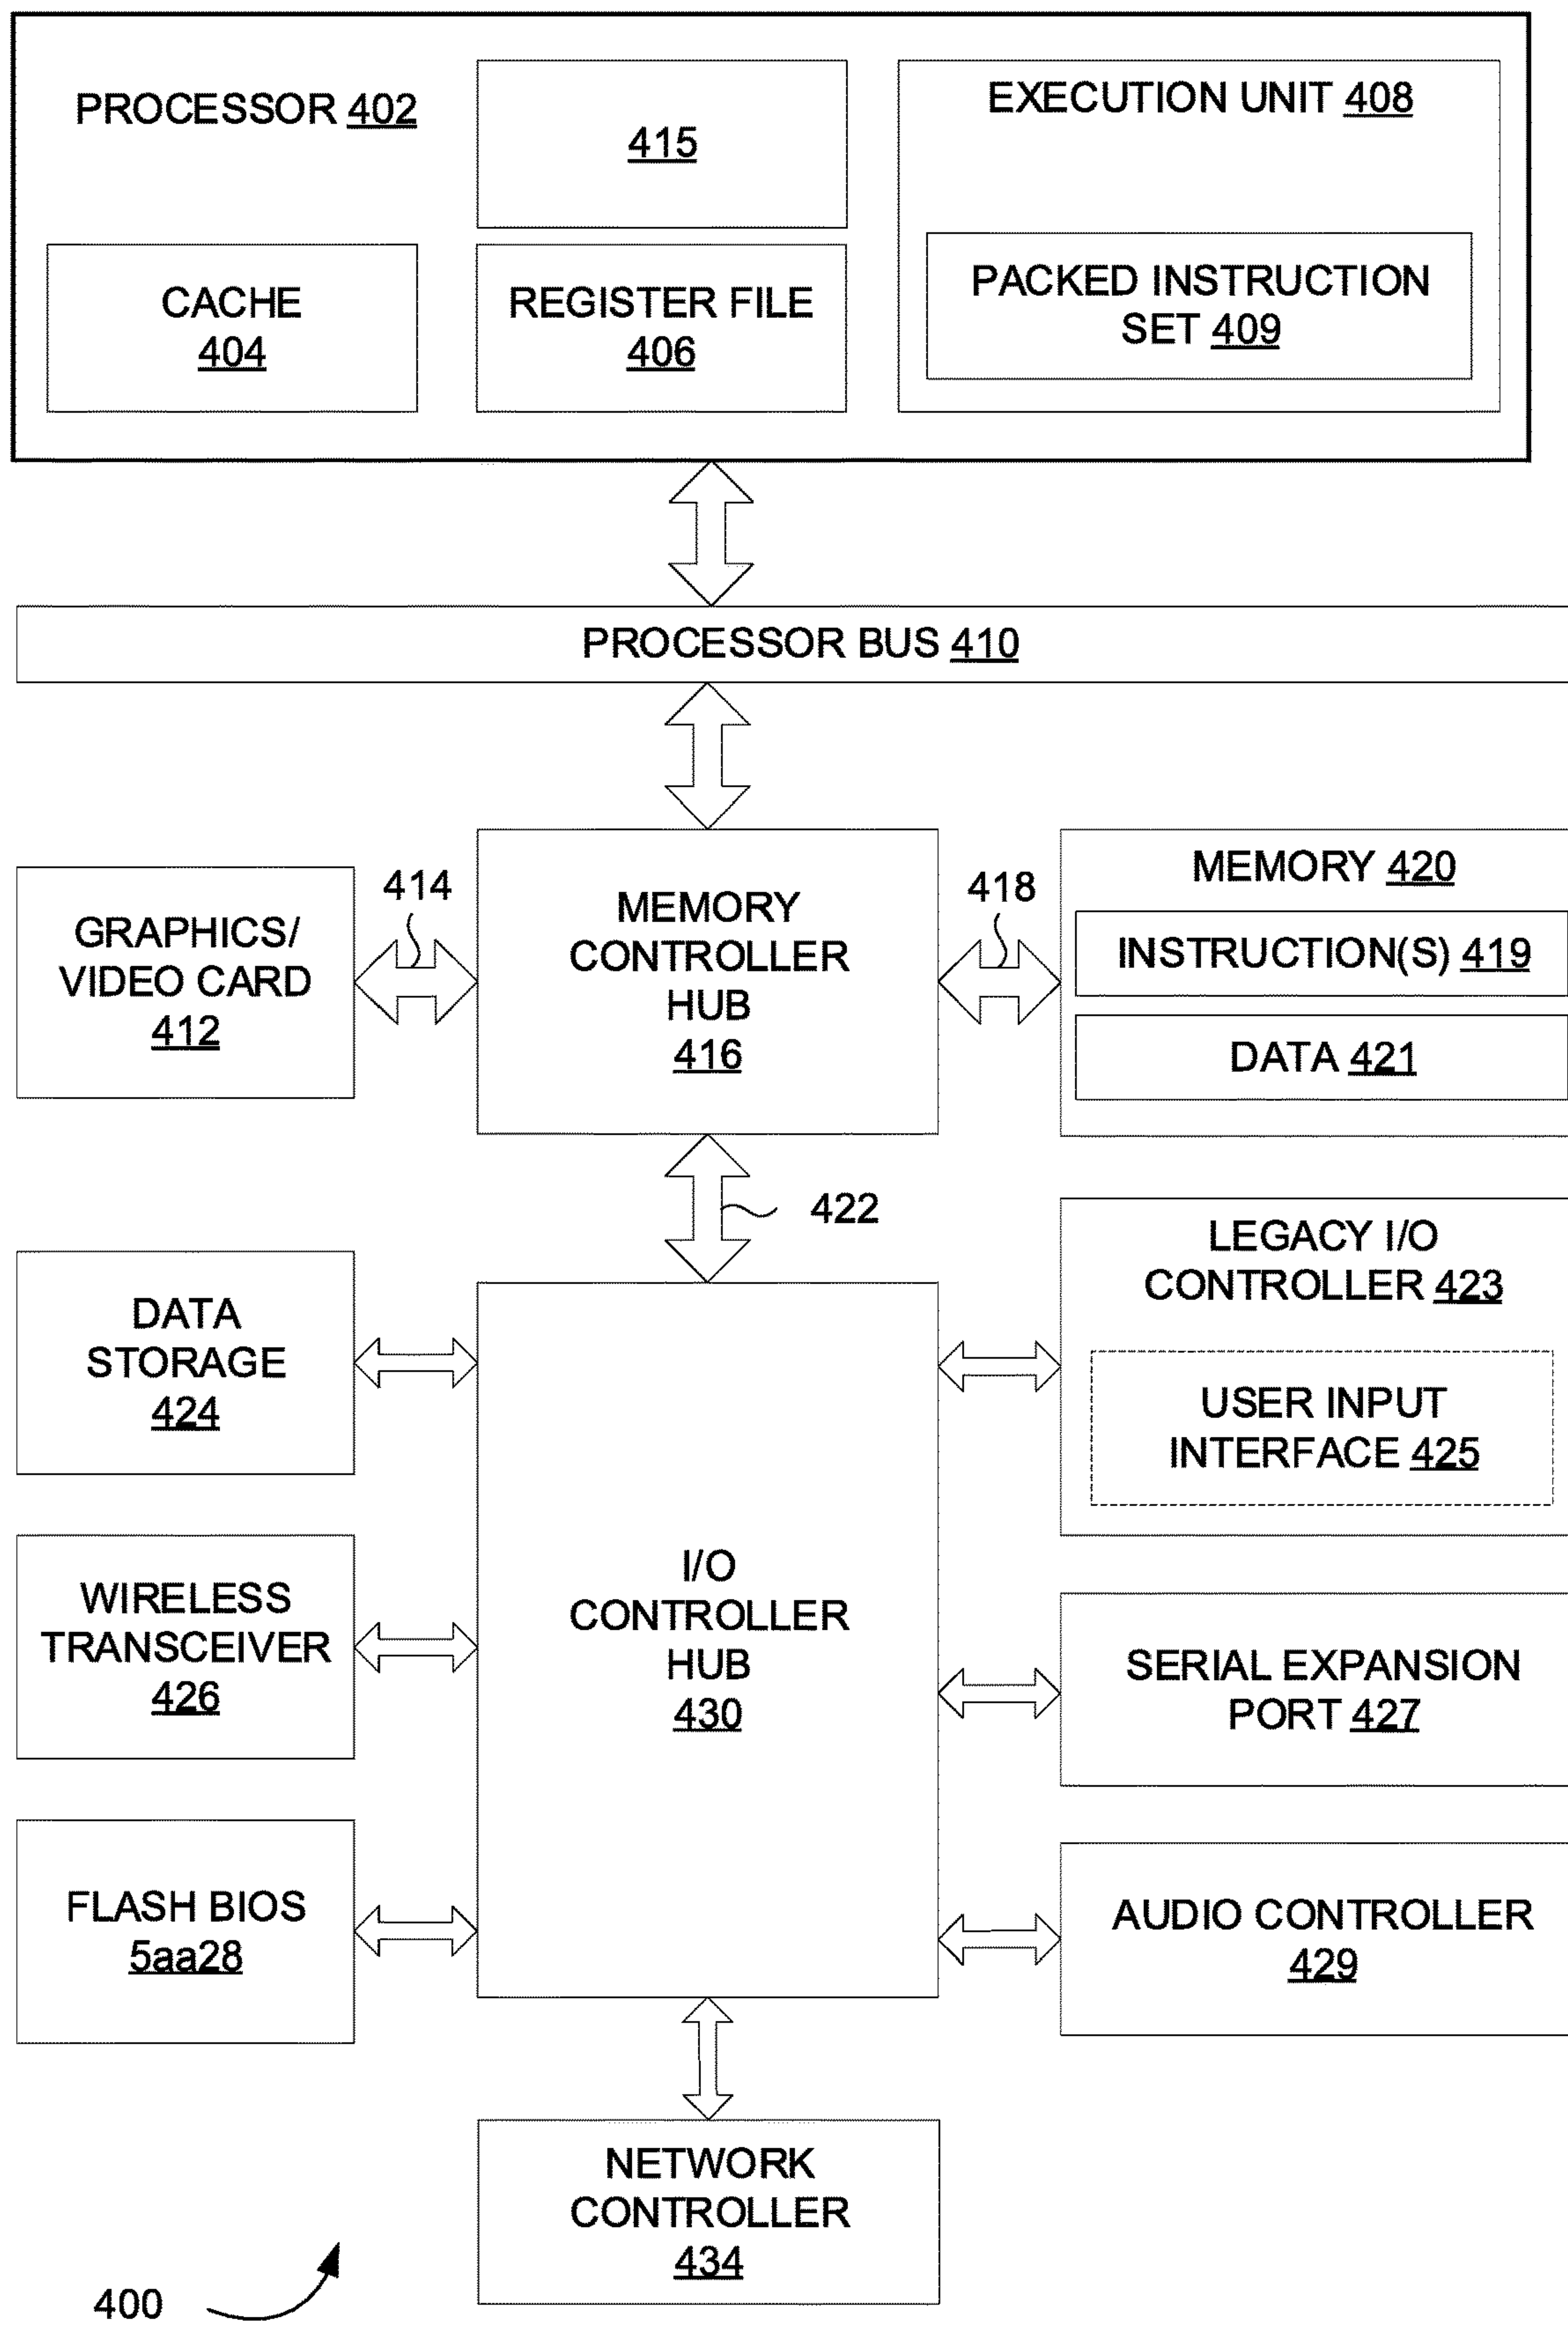 PROCESSOR 402
415
EXECUTION UNIT 408
CACHE
404
REGISTER FILE
406
PACKED INSTRUCTION
SET 409
PROCESSOR BUS 410
GRAPHICS/
VIDEO CARD
412
414
MEMORY
CONTROLLER
HUB
416
418
MEMORY 420
INSTRUCTION(S) 419
DATA 421
422
DATA
STORAGE
424
LEGACY I/O
CONTROLLER 423
USER INPUT
INTERFACE 425
WIRELESS
TRANSCEIVER
426
I/O
CONTROLLER
HUB
430
SERIAL EXPANSION
PORT 427
FLASH BIOS
5aa28
AUDIO CONTROLLER
429
NETWORK
CONTROLLER
434
400